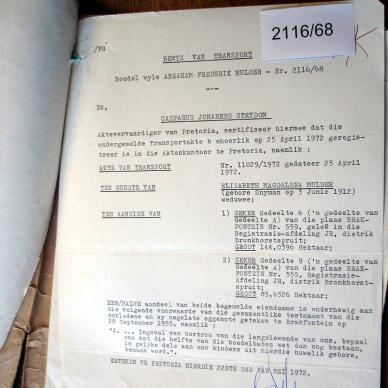 /FG
2116/68
BEWYS VAN TRANSPORT
Boedel wyle ABRAHAM FREDERIK MULDER - Nr. 2116/68
Ek,
CASPARUS JOHANNES STRYDOM
Aktevervaardiger van Pretoria, sertifiseer hiermee dat die
ondergemelde Transportakte behoorlik op 25 April 1972 geregis-
treer is in die Aktekantoor te Pretoria, naamlik :
AKTE VAN TRANSPORT Nr. 11029/1972 gedateer 25 April
1972.
TEN GUNSTE VAN ELIZABETH MAGDALENA MULDER
(gebore Snyman op 3 Junie 1912)
weduwee;
TEN AANSIEN VAN 1) SEKER Gedeelte 6 ('n gedeelte van
Gedeelte A) van die plaas BRAK-
FONTEIN Nr. 559, geleë in die
Registrasie-afdeling JR, distrik
Bronkhorstspruit;
GROOT 144,0396 Hektaar;
2) SEKER Gedeelte 9 ('n gedeelte van
Gedeelte A) van die plaas BRAK-
FONTEIN Nr. 559, Registrasie-
Afdeling JR, distrik Bronkhorst-
spruit;
GROOT 85,6526 Hektaar;
EEN/HALWE aandeel van beide bogemelde eiendomme is onderhewig aan
die volgende voorwaarde van die gesamentlike testament van die
oorledene en sy nagelate eggenote geteken te Brakfontein op
28 September 1955, naamlik :
"d. ... Ingeval van hertrou van die langslewende van ons, bepaal
ons dat die helfte van die boedelbates wat dan nog bestaan,
in gelyke dele aan ons kinders uit hierdie huwelik gebore,
bemaak word.".
GETEKEN TE PRETORIA HIERDIE 22STE DAG VAN MEI 1972.